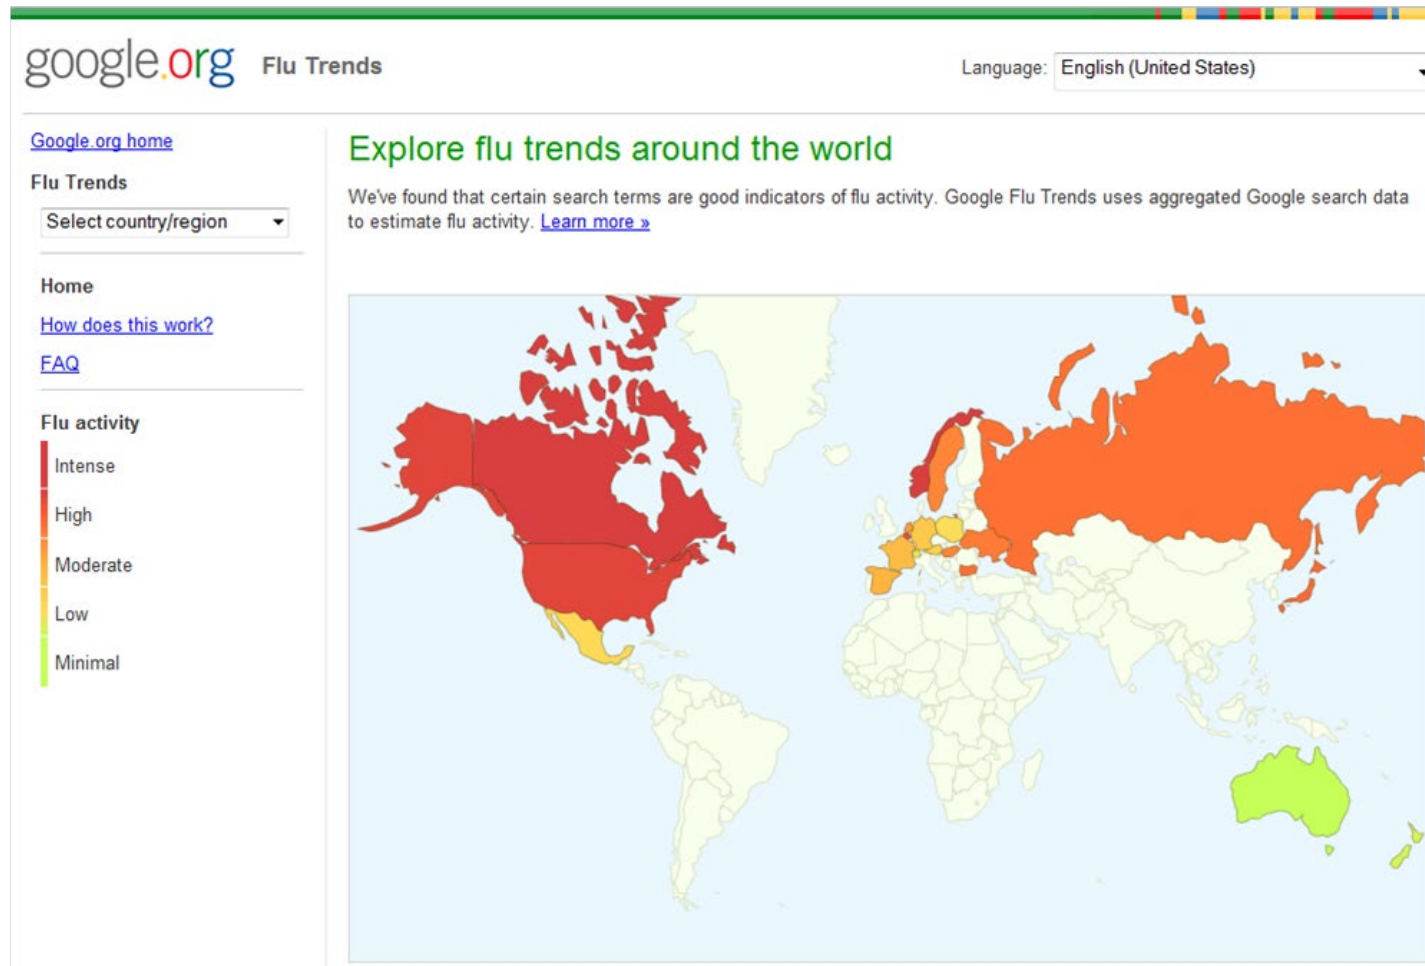 google.org Flu Trends
Language: English (United States)
Google.org home
Flu Trends
Select country/region
Home
How does this work?
FAQ
Flu activity
Intense
High
Moderate
Low
Minimal
Explore flu trends around the world
We've found that certain search terms are good indicators of flu activity. Google Flu Trends uses aggregated Google search data
to estimate flu activity. Learn more »